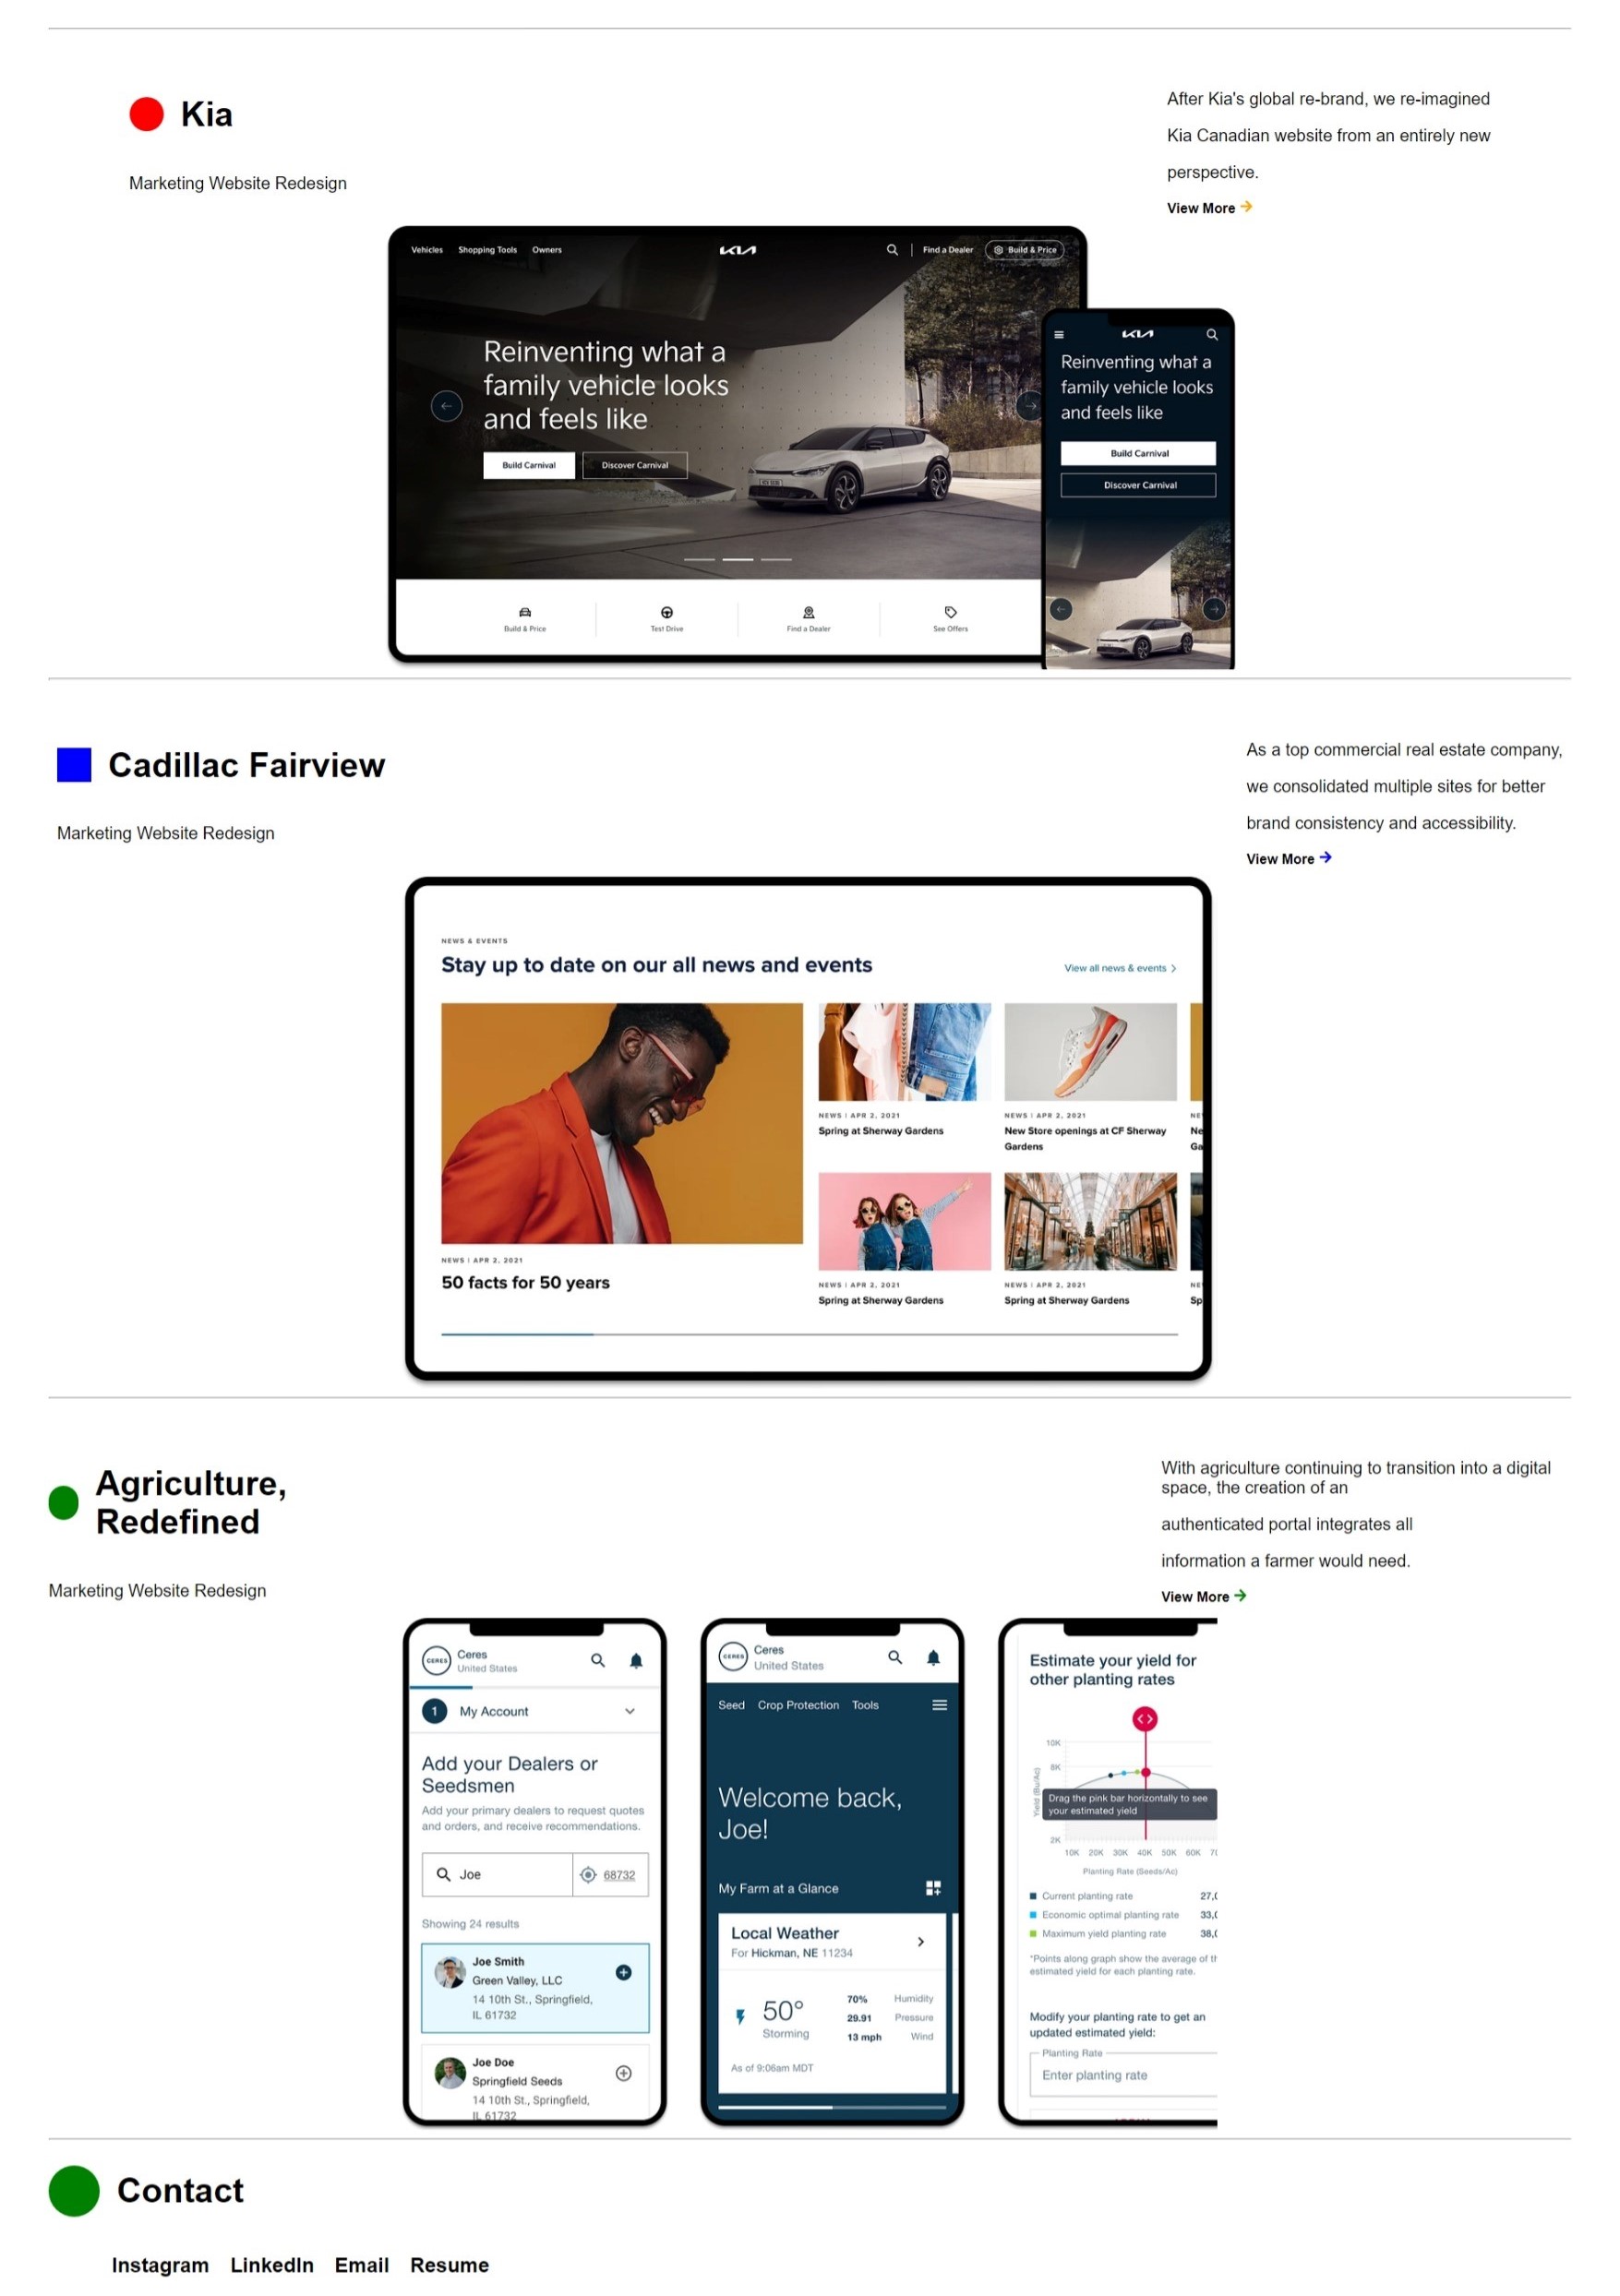 Kia
Marketing Website Redesign
After Kia's global re-brand, we re-imagined
Kia Canadian website from an entirely new
perspective.
View More
Vehicles Shopping Tools Owners KIA Find a Dealer Build & Price
Reinventing what a
family vehicle looks
and feels like
Build Carnival Discover Carnival
Build & Price Test Drive Find a Dealer See Offers
KIA
Reinventing what a
family vehicle looks
and feels like
Build Carnival
Discover Carnival
Cadillac Fairview
Marketing Website Redesign
As a top commercial real estate company,
we consolidated multiple sites for better
brand consistency and accessibility.
View More
NEWS & EVENTS
Stay up to date on our all news and events
View all news & events
NEWS | APR 2, 2021
50 facts for 50 years
NEWS | APR 2, 2021
Spring at Sherway Gardens
NEWS | APR 2, 2021
New Store openings at CF Sherway
Gardens
NE
Ne
Ga
NEWS | APR 2, 2021
Spring at Sherway Gardens
NEWS | APR 2, 2021
Spring at Sherway Gardens
NE
Sp
Agriculture,
Redefined
Marketing Website Redesign
With agriculture continuing to transition into a digital
space, the creation of an
authenticated portal integrates all
information a farmer would need.
View More
CERES
Ceres
United States
1 My Account
Add your Dealers or
Seedsmen
Add your primary dealers to request quotes
and orders, and receive recommendations.
Joe 68732
Showing 24 results
Joe Smith
Green Valley, LLC
14 10th St., Springfield,
IL 61732
Joe Doe
Springfield Seeds
14 10th St., Springfield,
IL 61732
CERES
Ceres
United States
Seed Crop Protection Tools
Welcome back,
Joe!
My Farm at a Glance
Local Weather
For Hickman, NE 11234
50°
Storming
70% Humidity
29.91 Pressure
13 mph Wind
As of 9:06am MDT
Estimate your yield for
other planting rates
10K
8K
Yield (Bu/Ac)
Drag the pink bar horizontally to see
your estimated yield
2K
10K 20K 30K 40K 50K 60K 7
Planting Rate (Seeds/Ac)
Current planting rate 27,0
Economic optimal planting rate 33,0
Maximum yield planting rate 38,0
*Points along graph show the average of th
estimated yield for each planting rate.
Modify your planting rate to get an
updated estimated yield:
Planting Rate
Enter planting rate
Contact
Instagram LinkedIn Email Resume